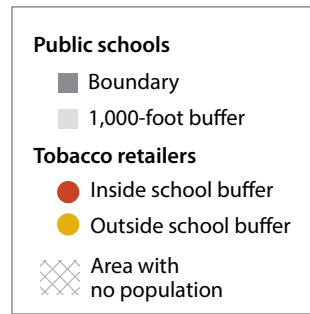 Public schools
Boundary
1,000-foot buffer
Tobacco retailers
Inside school buffer
Outside school buffer
Area with
no population